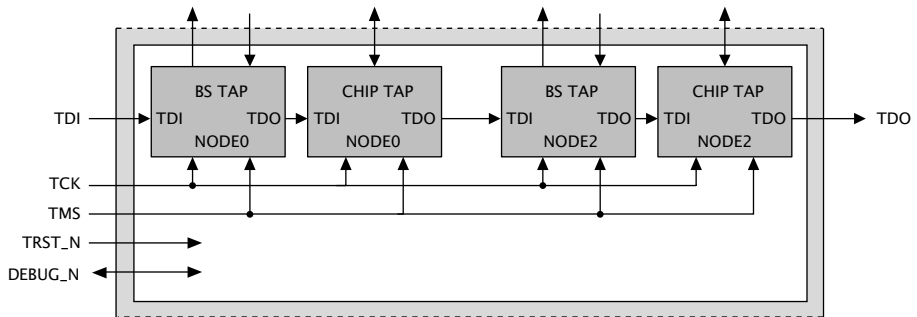 BS TAP CHIP TAP BS TAP CHIP TAP
TDI TDI TDO TDI TDO TDI TDO TDI TDO TDO
NODE0 NODE0 NODE2 NODE2
TCK
TMS
TRST_N
DEBUG_N